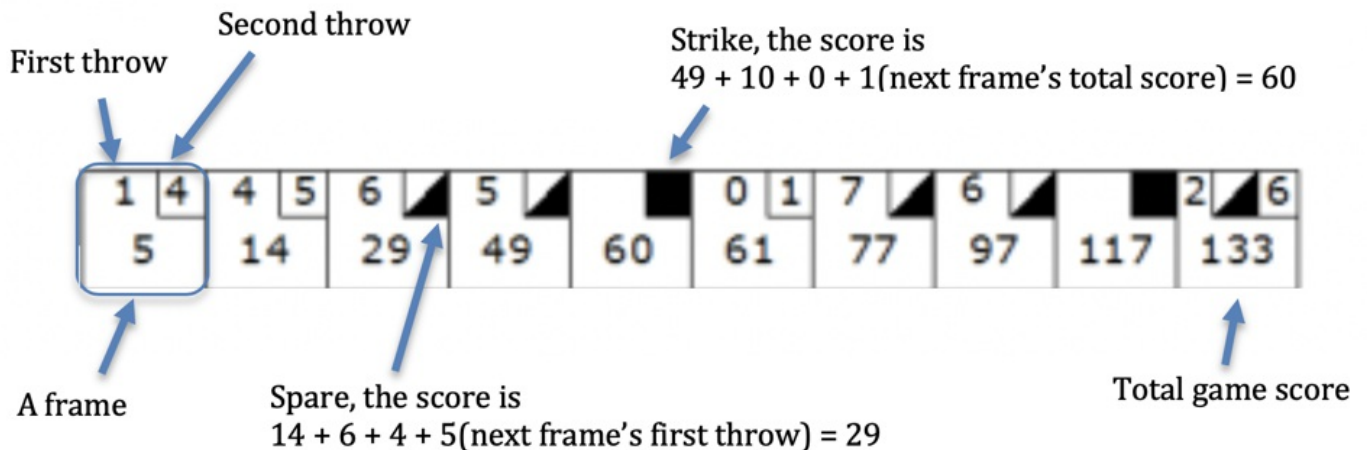 Second throw
First throw
Strike, the score is
49 + 10 + 0 + 1(next frame's total score) = 60
1 4 4 5 6 5 0 1 7 6 2 6
5 14 29 49 60 61 77 97 117 133
A frame
Spare, the score is
14 + 6 + 4 + 5(next frame's first throw) = 29
Total game score